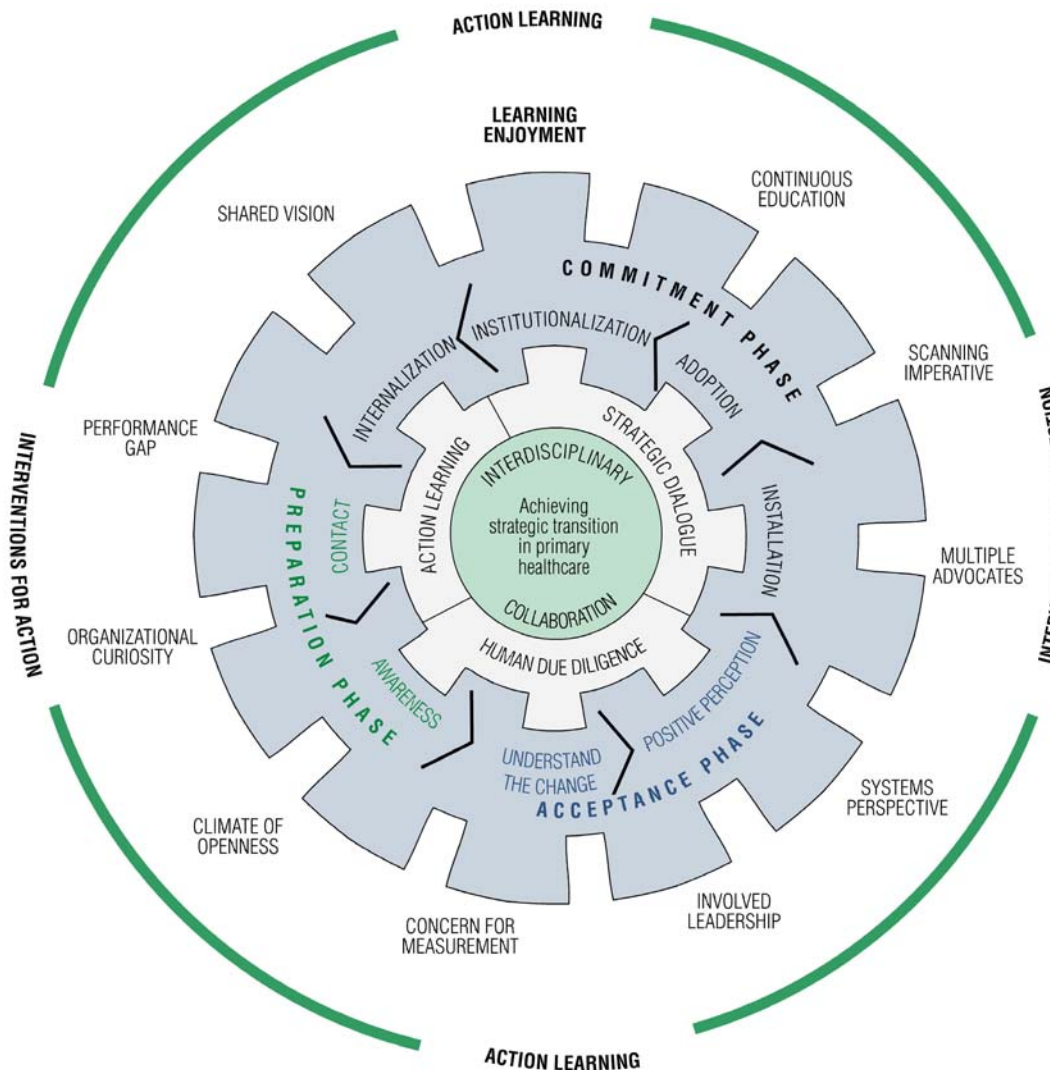 ACTION LEARNING
LEARNING
ENJOYMENT
CONTINUOUS
EDUCATION
SHARED VISION
COMMITMENT PHASE
SCANNING
IMPERATIVE
INSTITUTIONALIZATION
ADOPTION
INTERNALIZATION
PERFORMANCE
GAP
STRATEGIC DIALOGUE
INTERDISCIPLINARY
INTERVENTIONS FOR ACTION
PREPARATION PHASE
CONTACT
ACTION LEARNING
Achieving
strategic transition
in primary
healthcare
INSTALLATION
MULTIPLE
ADVOCATES
COLLABORATION
ORGANIZATIONAL
CURIOSITY
HUMAN DUE DILIGENCE
AWARENESS
POSITIVE PERCEPTION
UNDERSTAND
THE CHANGE
ACCEPTANCE PHASE
SYSTEMS
PERSPECTIVE
CLIMATE OF
OPENNESS
INVOLVED
LEADERSHIP
CONCERN FOR
MEASUREMENT
ACTION LEARNING